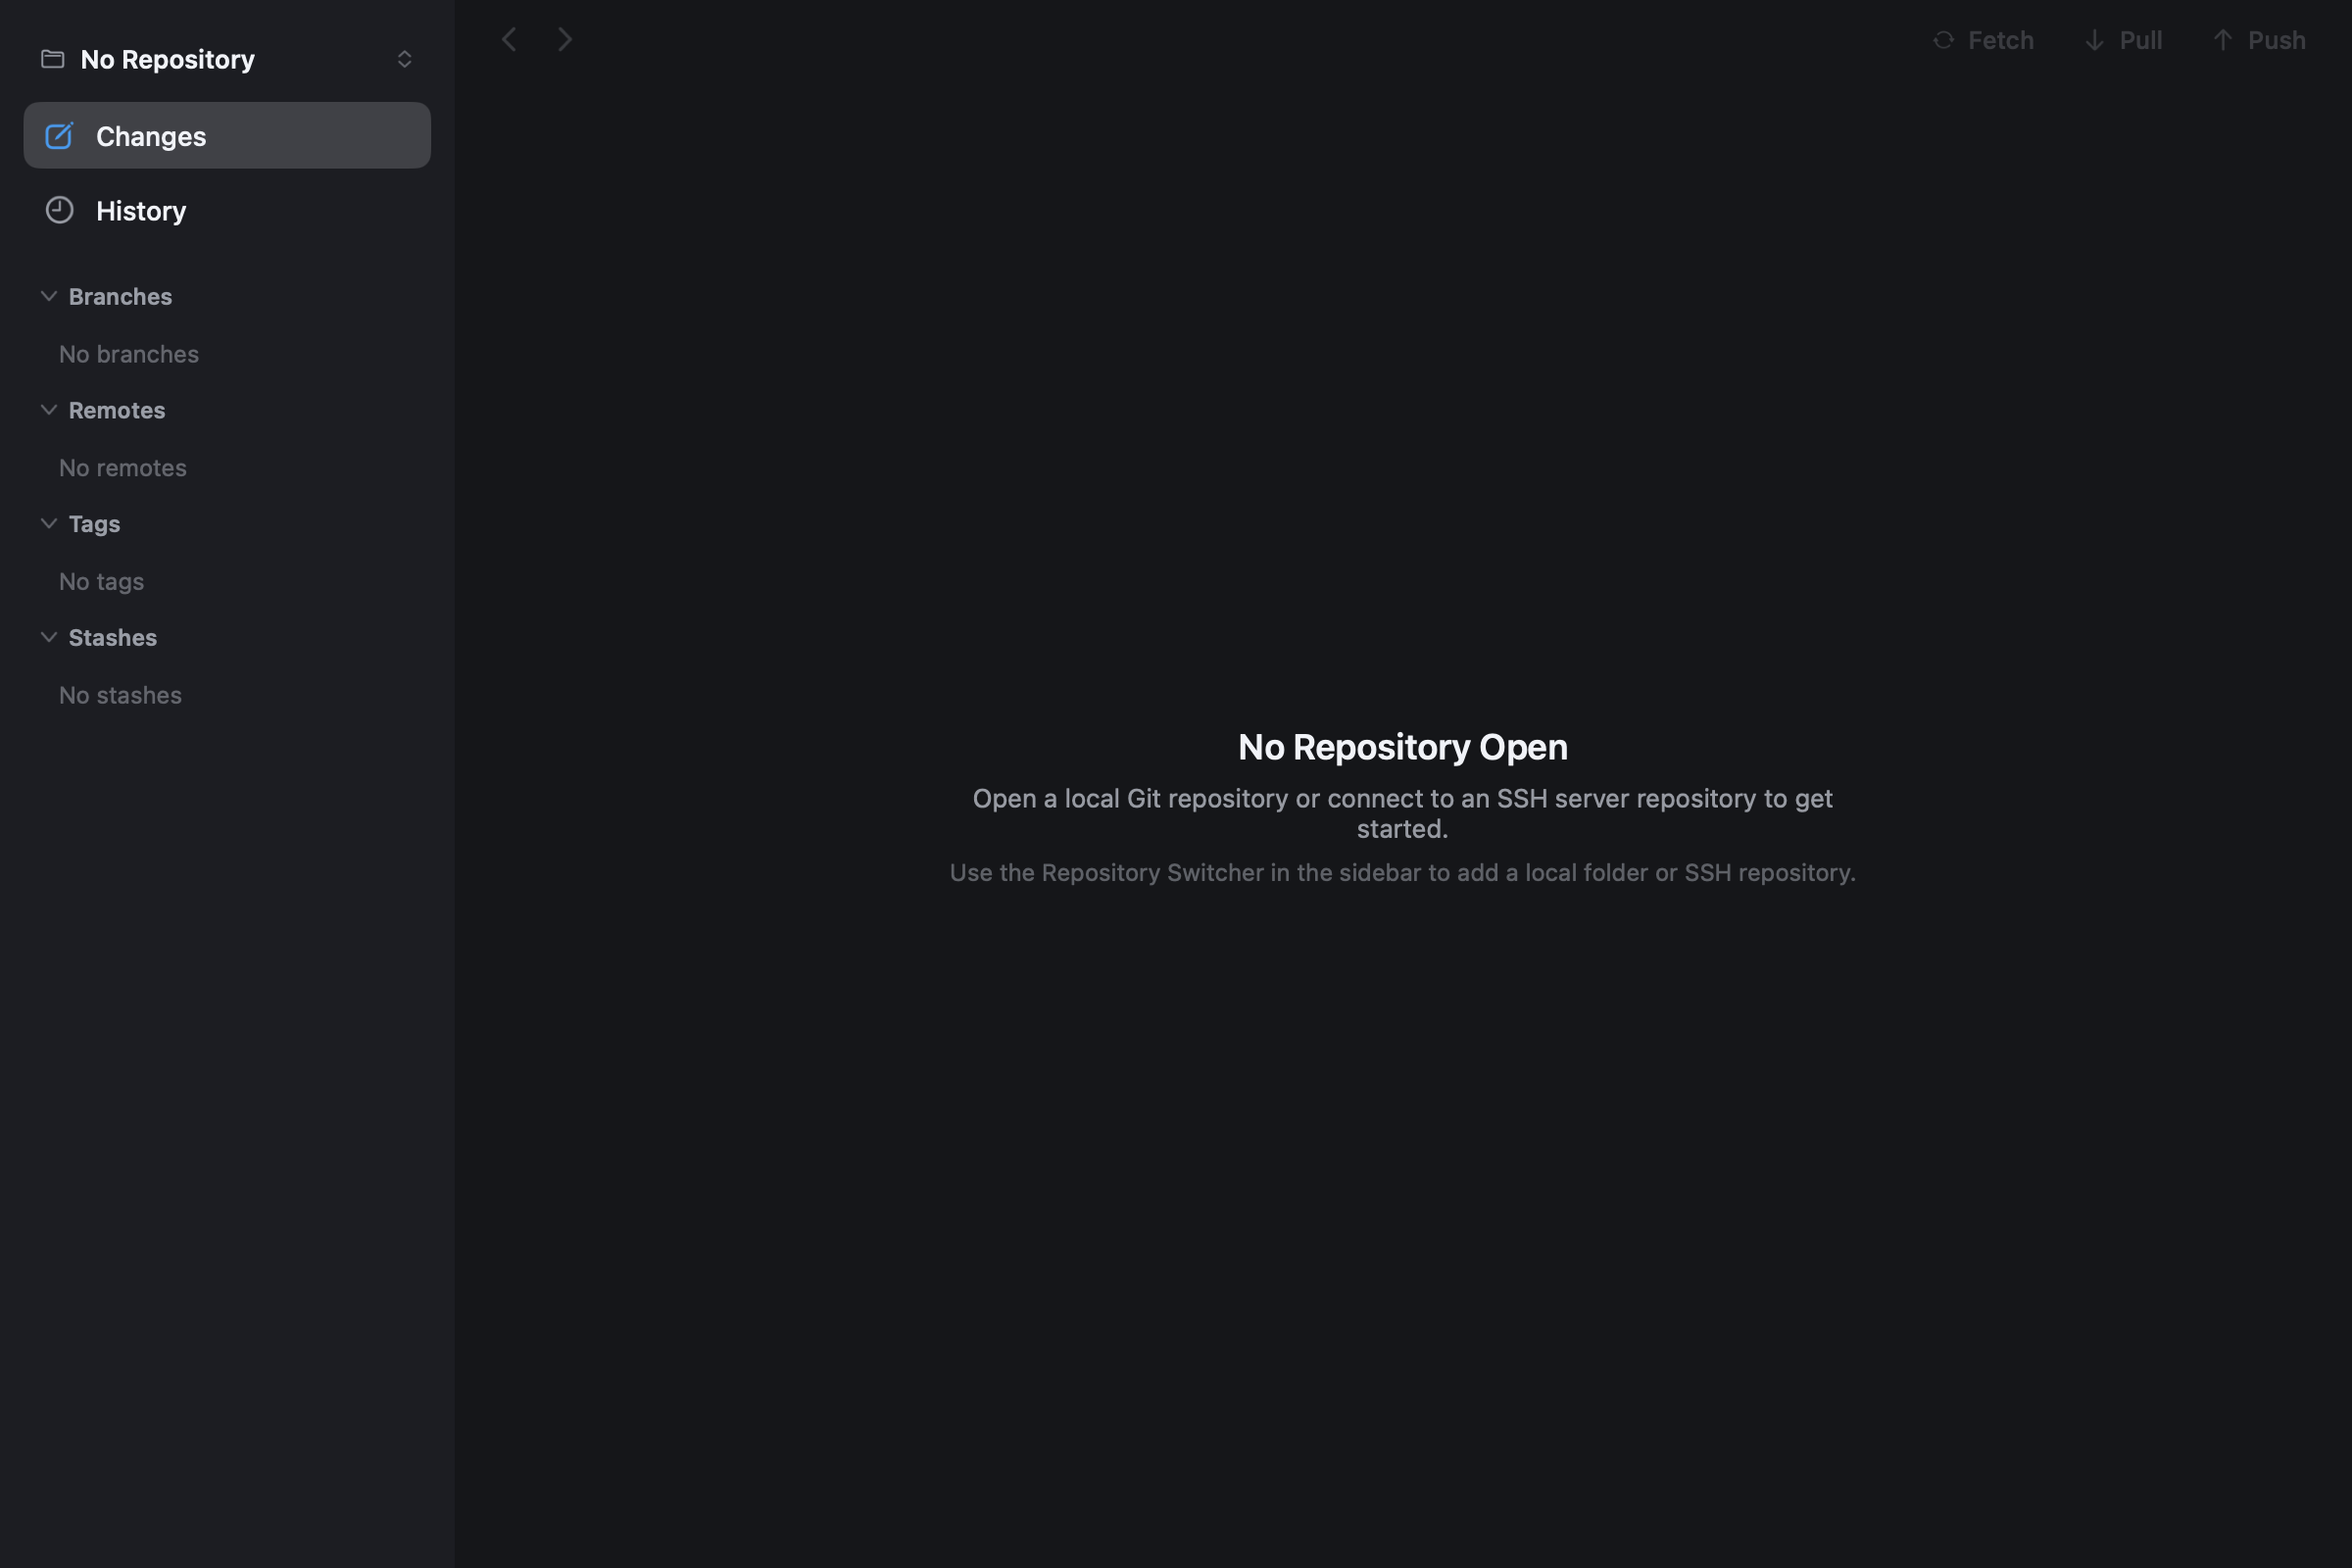 No Repository
Fetch
Pull
Push
Changes
History
Branches
No branches
Remotes
No remotes
Tags
No tags
Stashes
No stashes
No Repository Open
Open a local Git repository or connect to an SSH server repository to get
started.
Use the Repository Switcher in the sidebar to add a local folder or SSH repository.